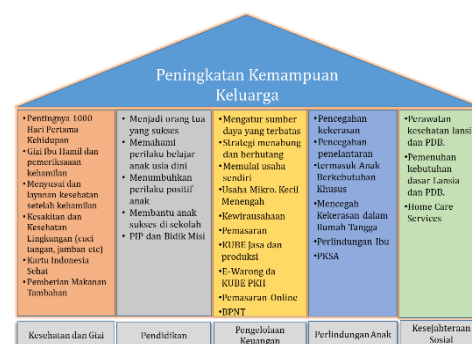 Peningkatan Kemampuan
Keluarga
•Pentingnya 1000
Hari Pertama
Kehidupan
•Gizi Ibu Hamil dan
pemeriksaaan
kehamilan
•Menyusui dan
layanan kesehatan
setelah kehamilan
•Kesakitan dan
Kesehatan
Lingkungan (cuci
tangan, jamban etc)
•Kartu Indonesia
Sehat
•Pemberian Makanan
Tambahan
• Menjadi orang tua
yang sukses
• Memahami
perilaku belajar
anak usia dini
• Menumbuhkan
perilaku positif
anak
• Membantu anak
sukses di sekolah
• PIP dan Bidik Misi
•Mengatur sumber
daya yang terbatas
•Strategi menabung
dan berhutang
•Memulai usaha
sendiri
•Usaha Mikro, Kecil
Menengah
•Kewirausahaan
•Pemasaran
•KUBE Jasa dan
produksi
•E-Warong da
KUBE PKH
•Pemasaran Online
•BPNT
•Pencegahan
kekerasan
•Pencegahan
penelantaran
•termasuk Anak
Berkebutuhan
Khusus
•Mencegah
Kekerasan dalam
Rumah Tangga
•Perlindungan Ibu
•PKSA
•Perawatan
kesehatan lansia
dan PDB.
•Pemenuhan
kebutuhan
dasar Lansia
dan PDB.
•Home Care
Services
Kesehatan dan Gizi
Pendidikan
Pengelolaan
Keuangan
Perlindungan Anak
Kesejahteraan
Sosial